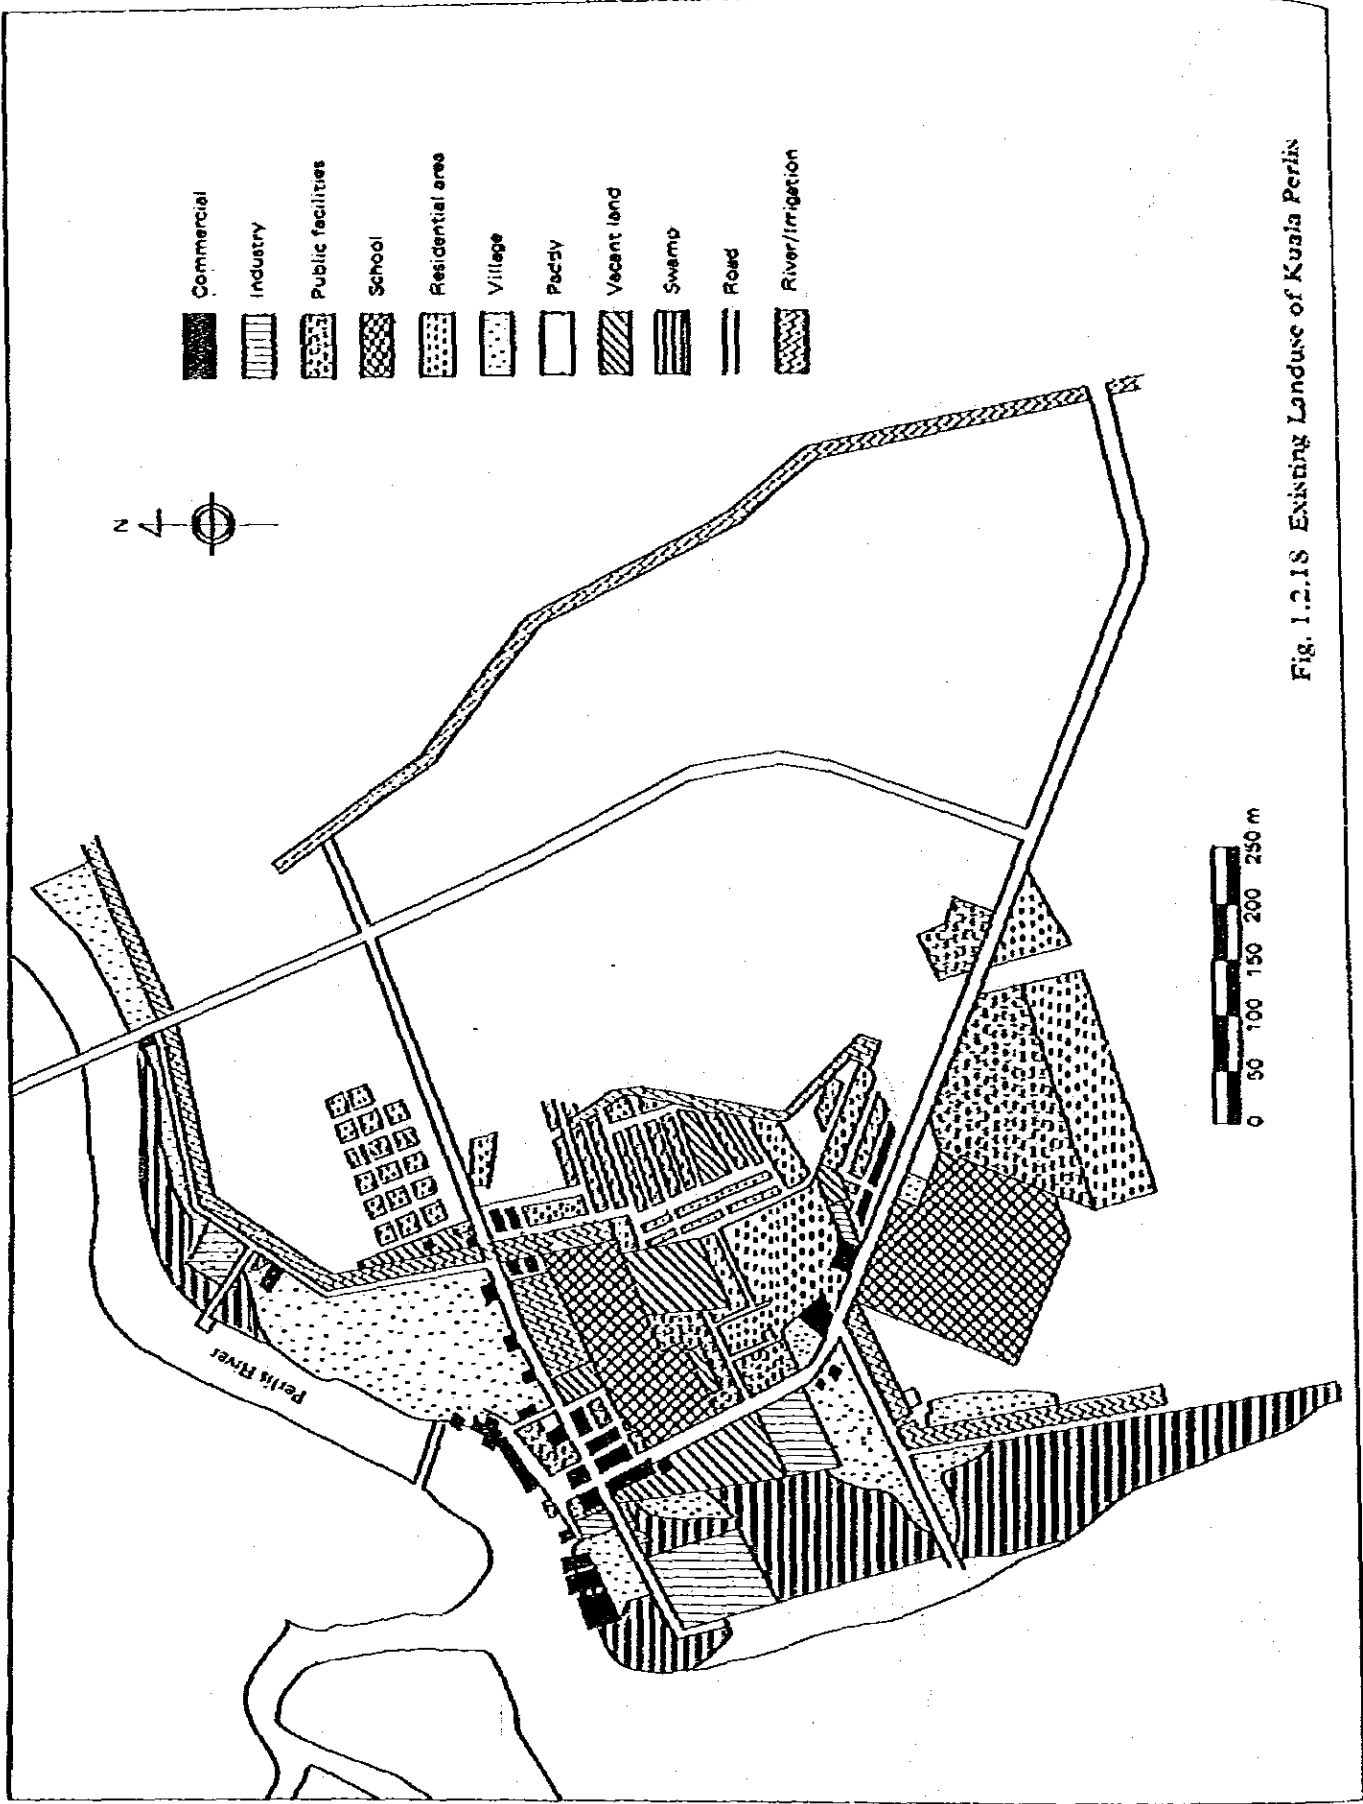 N
Commercial
Industry
Public facilities
School
Residential area
Village
Paddy
Vacant land
Swamp
Road
River/Irrigation
Perlis River
0 50 100 150 200 250 m
Fig. 1.2.18 Existing Landuse of Kuala Perlis